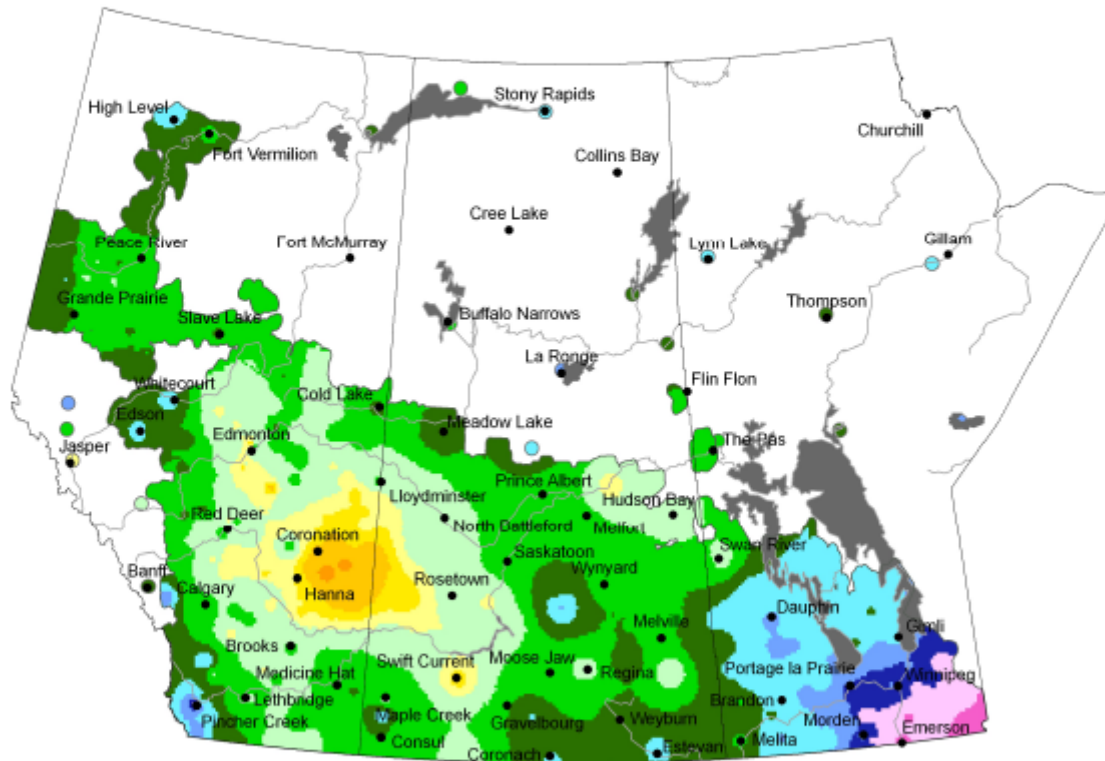 High Level
Stony Rapids
Churchill
Fort Vermilion
Collins Bay
Cree Lake
Peace River
Fort McMurray
Lynn Lake
Gillam
Grande Prairie
Thompson
Slave Lake
Buffalo Narrows
La Ronge
Flin Flon
Whitecourt
Cold Lake
Edson
Meadow Lake
Edmonton
The Pas
Jasper
Prince Albert
Lloydminster
Hudson Bay
Red Deer
North Battleford
Melfort
Coronation
Saskatoon
Swan River
Banff
Rosetown
Wynyard
Calgary
Hanna
Dauphin
Gimli
Brooks
Melville
Medicine Hat
Swift Current
Moose Jaw
Regina
Portage la Prairie
Winnipeg
Lethbridge
Brandon
Pincher Creek
Maple Creek
Gravelbourg
Weyburn
Morden
Emerson
Consul
Melita
Coronach
Estevan